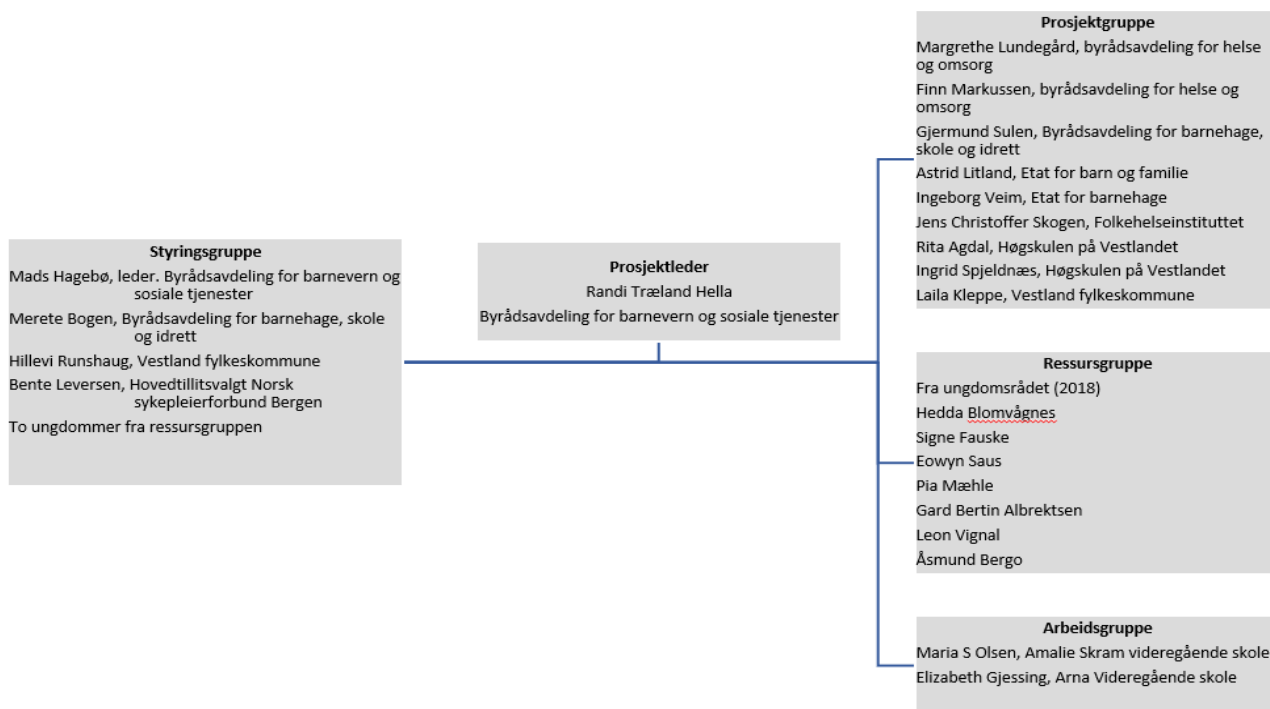 Styringsgruppe
Mads Hagebø, leder. Byrådsavdeling for barnevern og
sosiale tjenester
Merete Bogen, Byrådsavdeling for barnehage, skole
og idrett
Hillevi Runshaug, Vestland fylkeskommune
Bente Leversen, Hovedtillitsvalgt Norsk
sykepleierforbund Bergen
To ungdommer fra ressursgruppen
Prosjektleder
Randi Træland Hella
Byrådsavdeling for barnevern og sosiale tjenester
Prosjektgruppe
Margrethe Lundegård, byrådsavdeling for helse
og omsorg
Finn Markussen, byrådsavdeling for helse og
omsorg
Gjermund Sulen, Byrådsavdeling for barnehage,
skole og idrett
Astrid Litland, Etat for barn og familie
Ingeborg Veim, Etat for barnehage
Jens Christoffer Skogen, Folkehelseinstituttet
Rita Agdal, Høgskulen på Vestlandet
Ingrid Spjeldnæs, Høgskulen på Vestlandet
Laila Kleppe, Vestland fylkeskommune
Ressursgruppe
Fra ungdomsrådet (2018)
Hedda Blomvågnes
Signe Fauske
Eowyn Saus
Pia Mæhle
Gard Bertin Albrektsen
Leon Vignal
Åsmund Bergo
Arbeidsgruppe
Maria S Olsen, Amalie Skram videregående skole
Elizabeth Gjessing, Arna Videregående skole